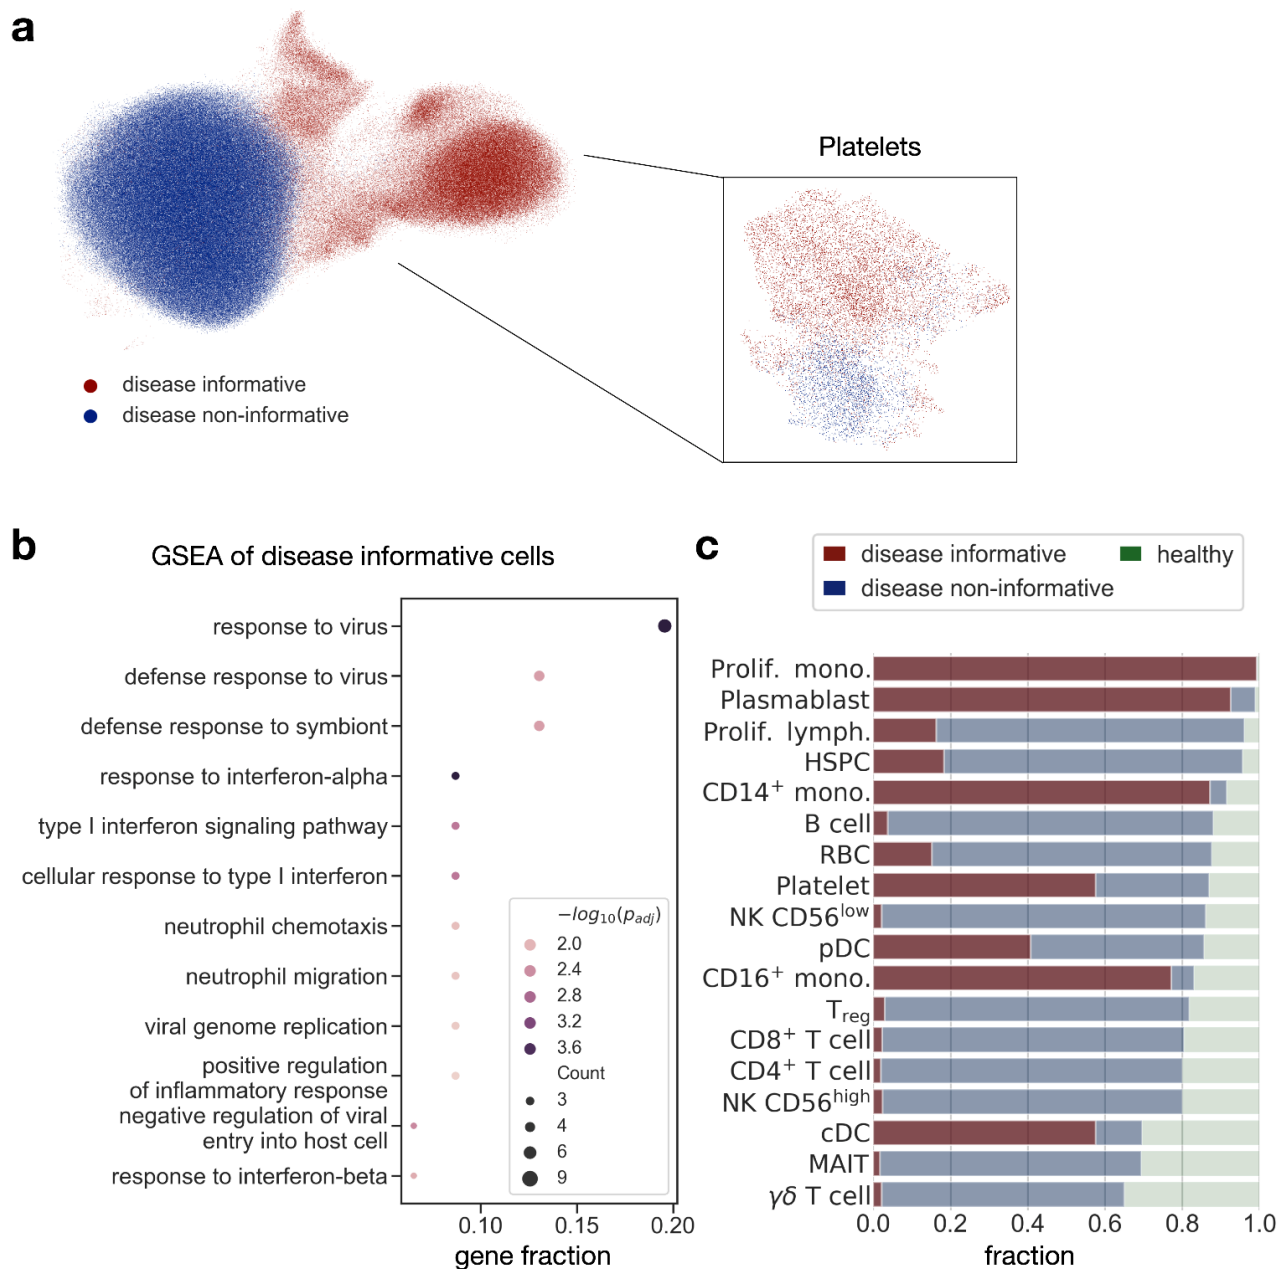 a
Platelets
disease informative
disease non-informative
b
GSEA of disease informative cells
response to virus
defense response to virus
defense response to symbiont
response to interferon-alpha
type I interferon signaling pathway
cellular response to type I interferon
neutrophil chemotaxis
neutrophil migration
viral genome replication
positive regulation
of inflammatory response
negative regulation of viral
entry into host cell
response to interferon-beta
−log10(padj)
2.0
2.4
2.8
3.2
3.6
Count
3
4
6
9
0.10 0.15 0.20
gene fraction
c
disease informative
healthy
disease non-informative
Prolif. mono.
Plasmablast
Prolif. lymph.
HSPC
CD14+ mono.
B cell
RBC
Platelet
NK CD56low
pDC
CD16+ mono.
Treg
CD8+ T cell
CD4+ T cell
NK CD56high
cDC
MAIT
γδ T cell
0.0 0.2 0.4 0.6 0.8 1.0
fraction